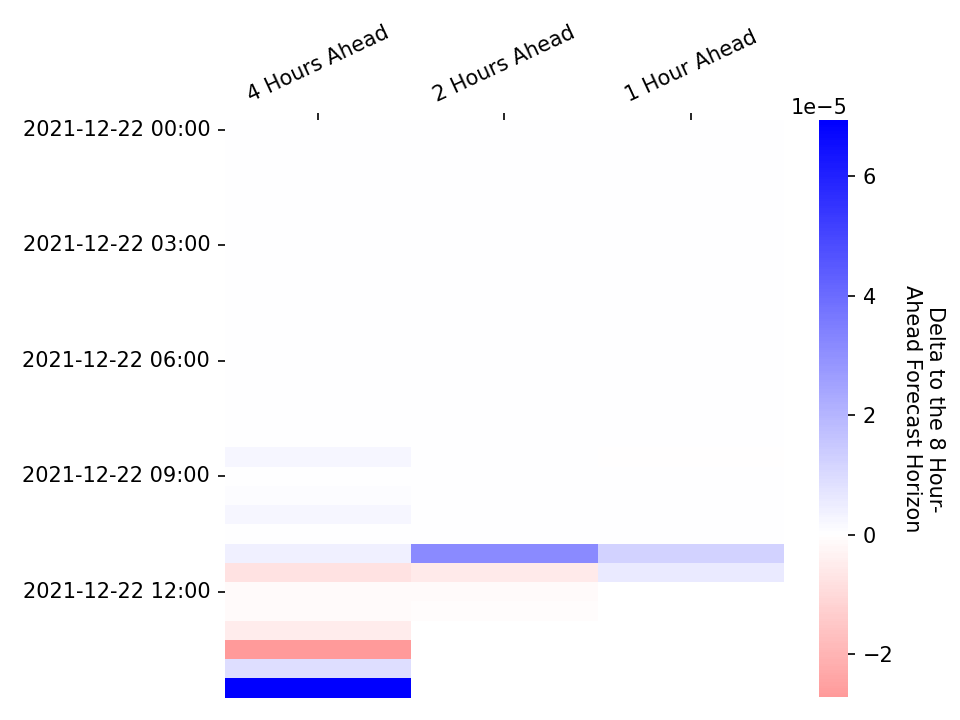 4 Hours Ahead
2 Hours Ahead
1 Hour Ahead
1e−5
2021-12-22 00:00
2021-12-22 03:00
2021-12-22 06:00
2021-12-22 09:00
2021-12-22 12:00
6
4
2
0
−2
Delta to the 8 Hour-
Ahead Forecast Horizon